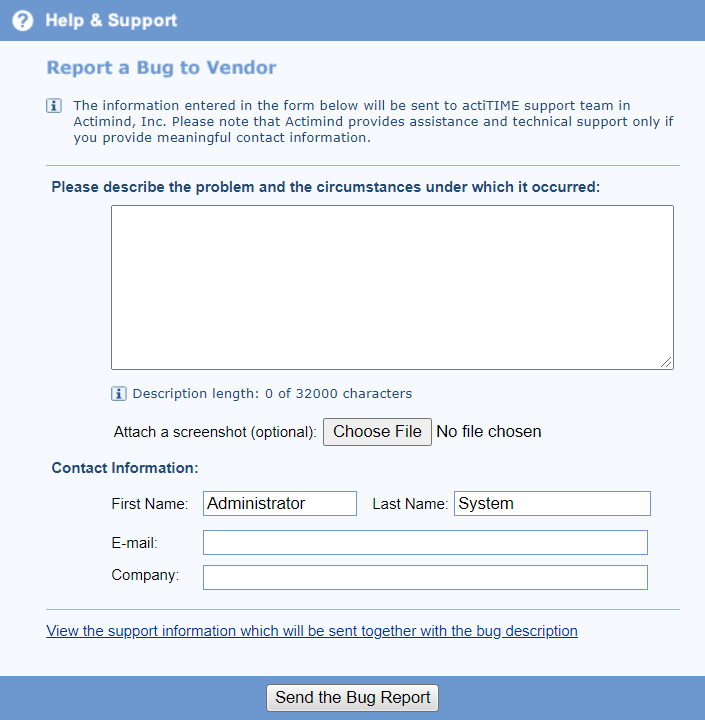 Help & Support
Report a Bug to Vendor
The information entered in the form below will be sent to actiTIME support team in
Actimind, Inc. Please note that Actimind provides assistance and technical support only if
you provide meaningful contact information.
Please describe the problem and the circumstances under which it occurred:
Description length: 0 of 32000 characters
Attach a screenshot (optional): Choose File No file chosen
Contact Information:
First Name: Administrator Last Name: System
E-mail:
Company:
View the support information which will be sent together with the bug description
Send the Bug Report